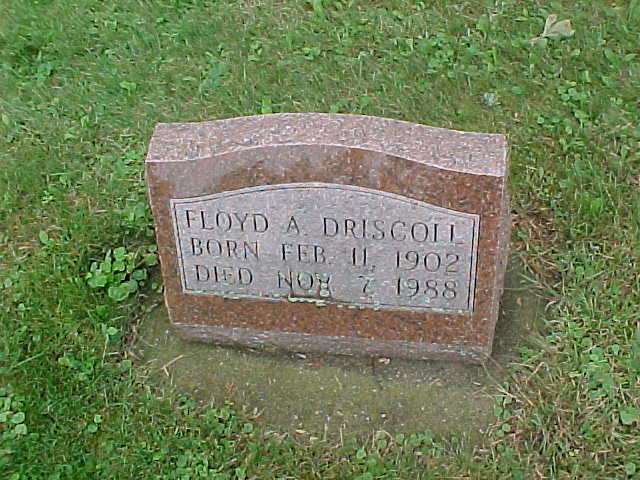 FLOYD A. DRISCOLL
BORN FEB. 11, 1902
DIED NOV. 7, 1988